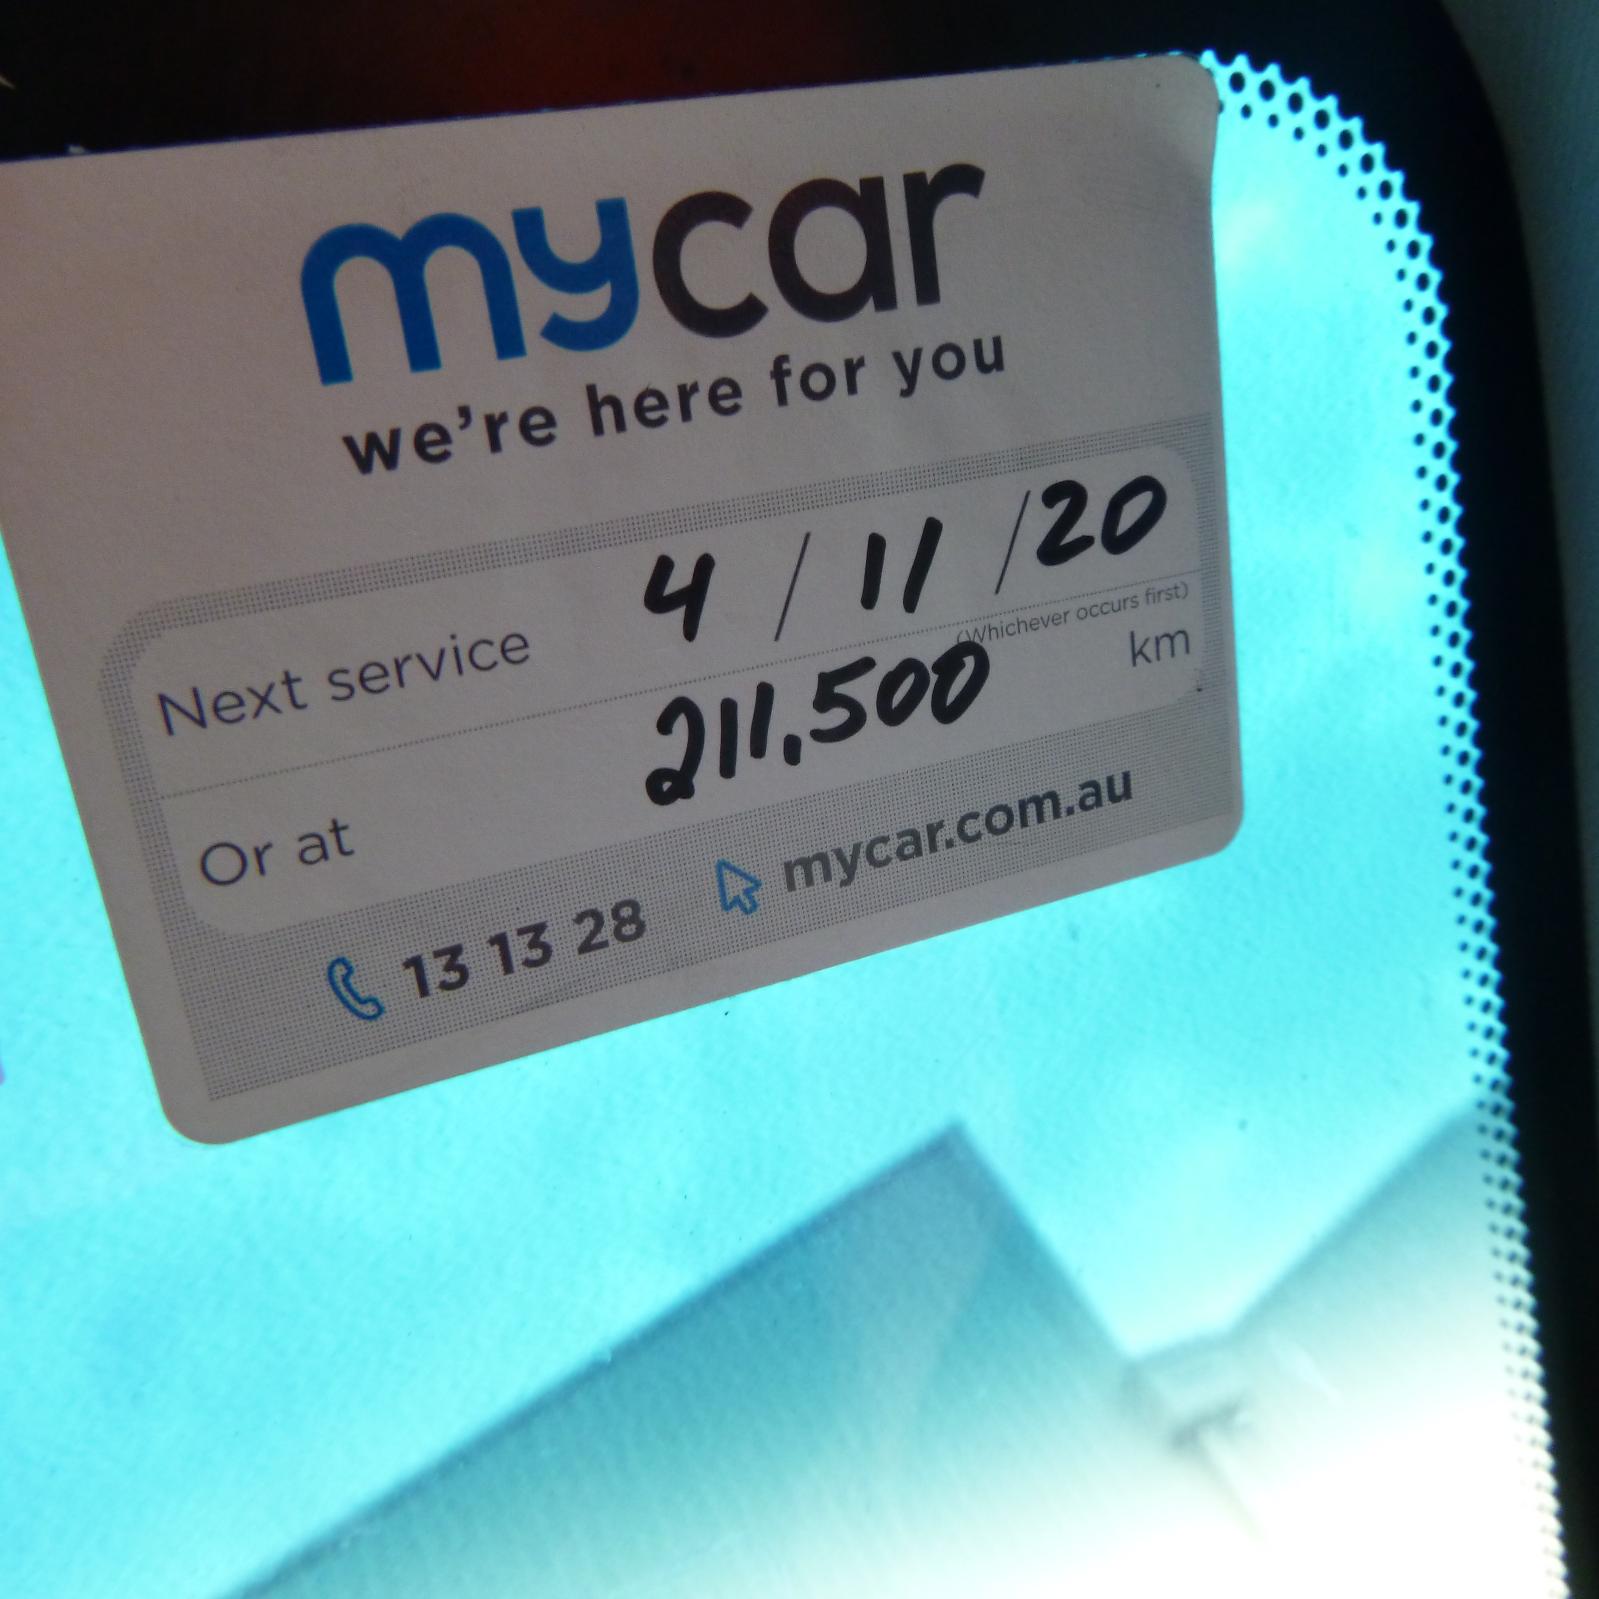 mycar
we're here for you
Next service 4 / 11 / 20
(Whichever occurs first)
Or at 211,500 km
13 13 28 mycar.com.au